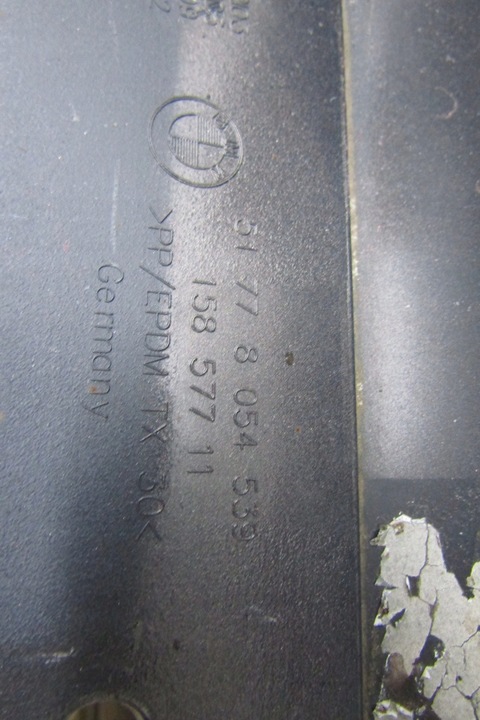 51 77 8 054 539
158 577 11
>PP/EPDM TX 30<
Germany